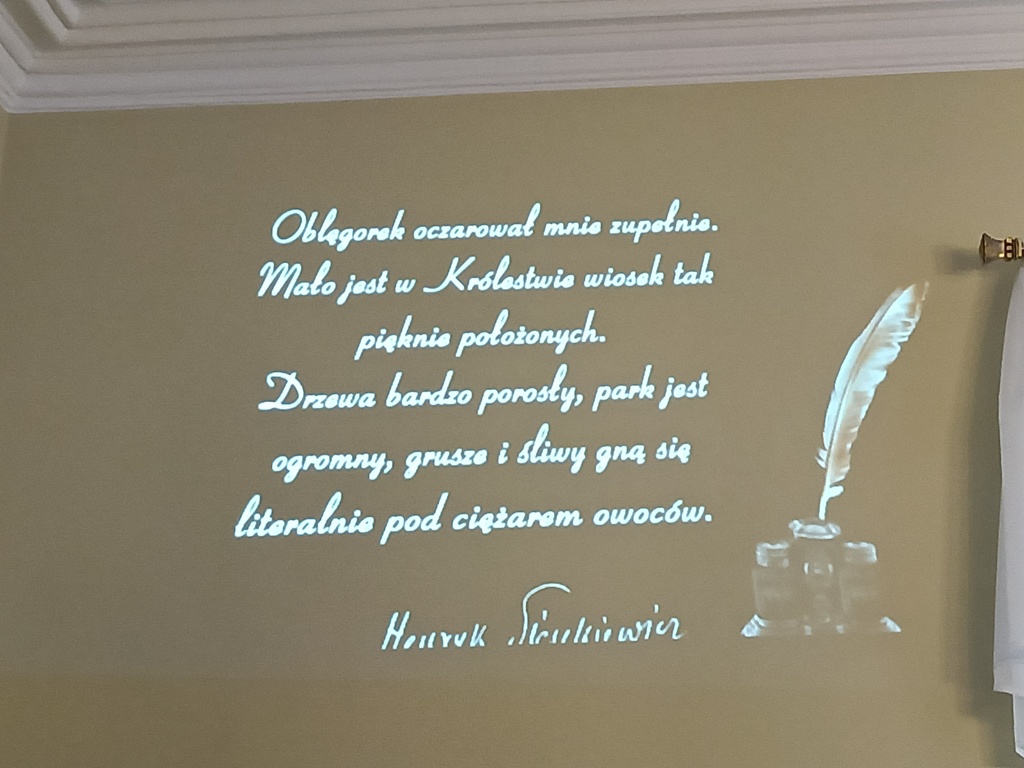 Oblęgorek oczarował mnie zupełnie.
Mało jest w Królestwie wiosek tak
pięknie położonych.
Drzewa bardzo porosły, park jest
ogromny, grusze i śliwy gną się
literalnie pod ciężarem owoców.
Henryk Sienkiewicz